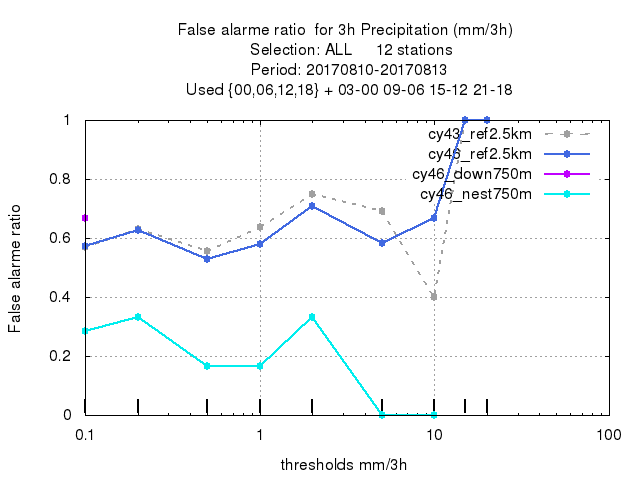 False alarme ratio  for 3h Precipitation (mm/3h)
Selection: ALL     12 stations
Period: 20170810-20170813
Used {00,06,12,18} + 03-00 09-06 15-12 21-18
1
0.8
0.6
0.4
0.2
0
False alarme ratio
cy43_ref2.5km
cy46_ref2.5km
cy46_down750m
cy46_nest750m
0.1
1
10
100
thresholds mm/3h